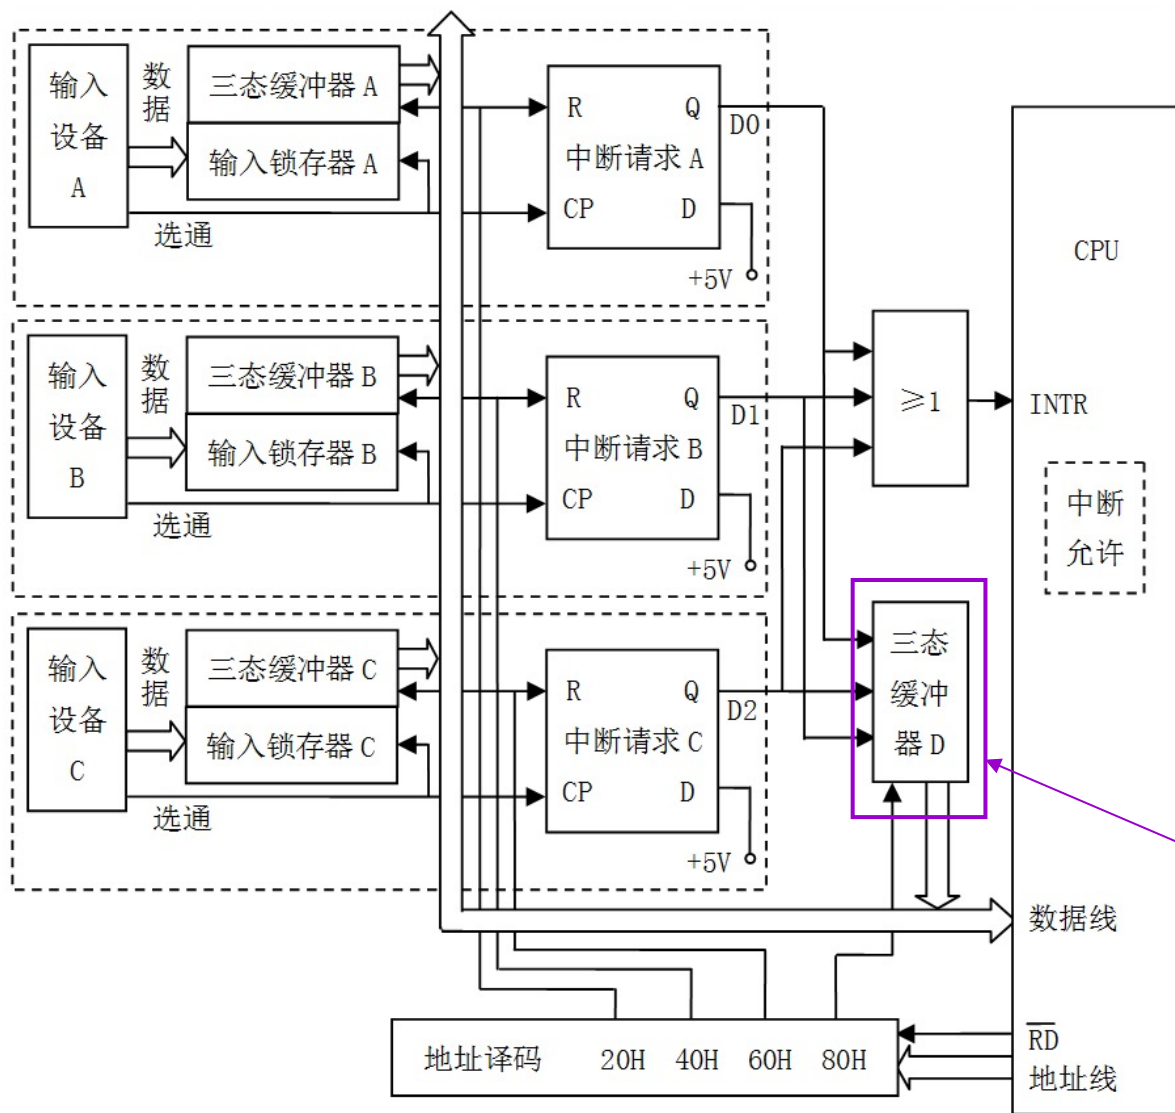 输入
设备
A
数
据
三态缓冲器 A
输入锁存器 A
选通
R Q
中断请求 A
CP D
D0
+5V
输入
设备
B
数
据
三态缓冲器 B
输入锁存器 B
选通
R Q
中断请求 B
CP D
D1
+5V
输入
设备
C
数
据
三态缓冲器 C
输入锁存器 C
选通
R Q
中断请求 C
CP D
D2
+5V
≥1
三态
缓冲
器 D
CPU
INTR
中断
允许
数据线
R̅D̅
地址线
地址译码 20H 40H 60H 80H